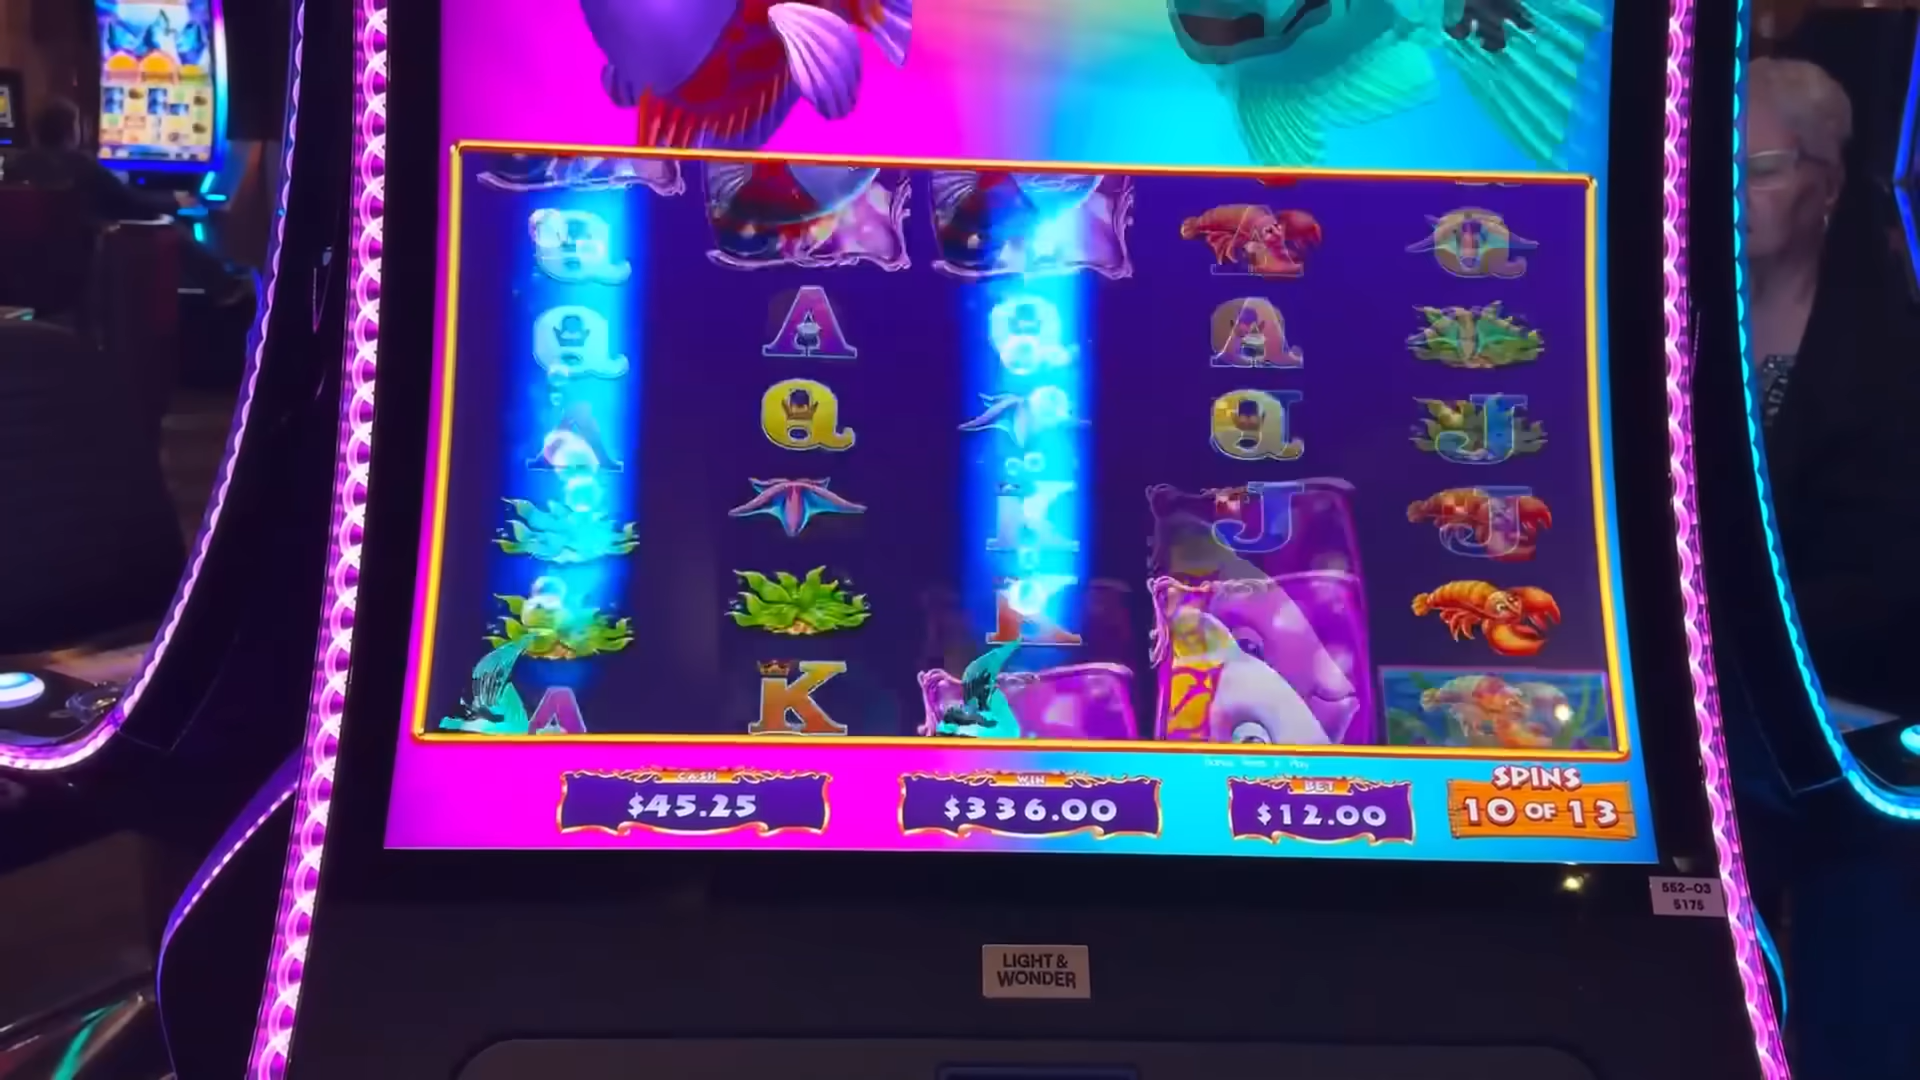 Q
A
Q
A
Q
Q
A
Q
Q
J
J
K
J
J
K
K
A
CASH
$45.25
WIN
$336.00
BET
$12.00
SPINS
10 OF 13
552-03
5175
LIGHT &
WONDER